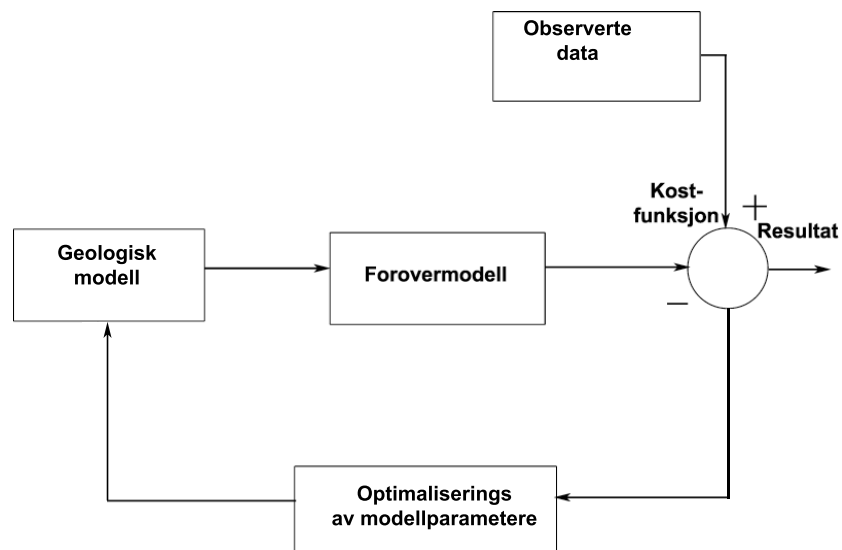 Observerte
data
Kost-
funksjon
+
Resultat
Geologisk
modell
Forovermodell
−
Optimaliserings
av modellparametere